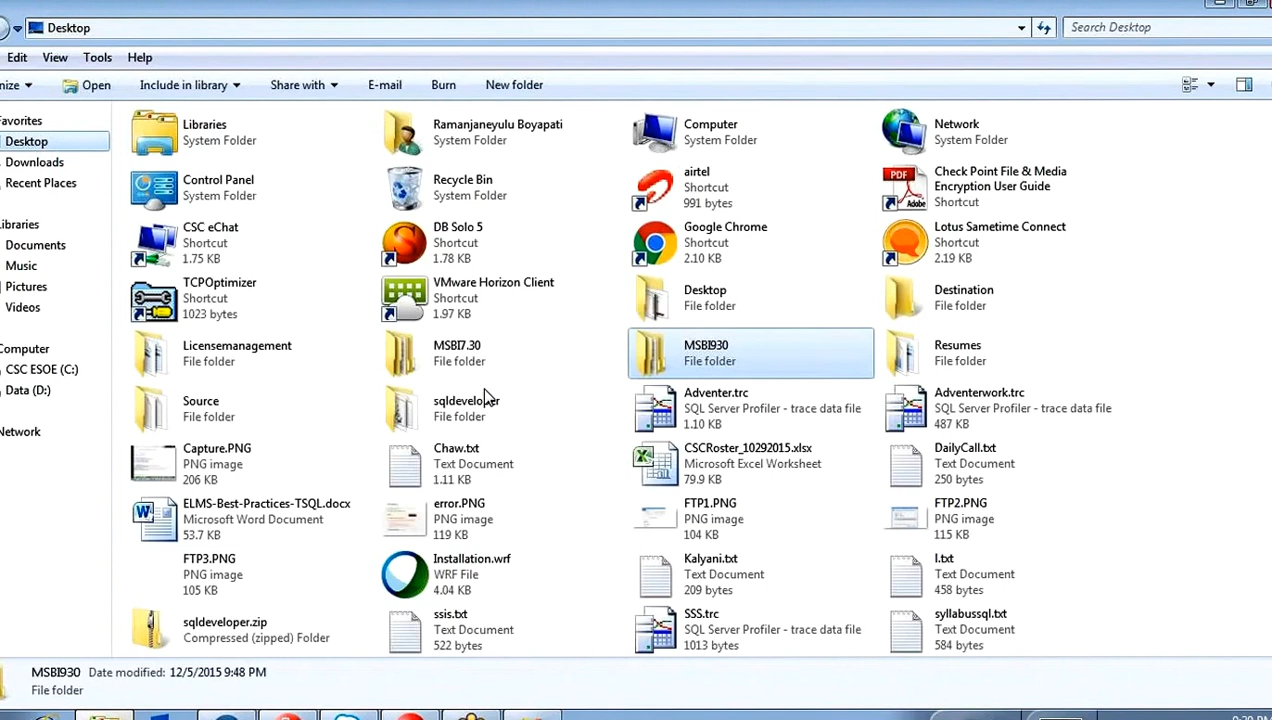 Desktop
Search Desktop
Edit View Tools Help
nize Open Include in library Share with E-mail Burn New folder
Favorites
Desktop
Downloads
Recent Places
Libraries
Documents
Music
Pictures
Videos
Computer
CSC ESOE (C:)
Data (D:)
Network
Libraries
System Folder
Ramanjaneyulu Boyapati
System Folder
Computer
System Folder
Network
System Folder
Control Panel
System Folder
Recycle Bin
System Folder
airtel
Shortcut
991 bytes
PDF
Adobe
Check Point File & Media
Encryption User Guide
Shortcut
CSC eChat
Shortcut
1.75 KB
DB Solo 5
Shortcut
1.78 KB
Google Chrome
Shortcut
2.10 KB
Lotus Sametime Connect
Shortcut
2.19 KB
TCPOptimizer
Shortcut
1023 bytes
VMware Horizon Client
Shortcut
1.97 KB
Desktop
File folder
Destination
File folder
Licensemanagement
File folder
MSBI7.30
File folder
MSBI930
File folder
Resumes
File folder
Source
File folder
sqldeveloper
File folder
Adventer.trc
SQL Server Profiler - trace data file
1.10 KB
Adventerwork.trc
SQL Server Profiler - trace data file
487 KB
Capture.PNG
PNG image
206 KB
Chaw.txt
Text Document
1.11 KB
CSCRoster_10292015.xlsx
Microsoft Excel Worksheet
79.9 KB
DailyCall.txt
Text Document
250 bytes
ELMS-Best-Practices-TSQL.docx
Microsoft Word Document
53.7 KB
error.PNG
PNG image
119 KB
FTP1.PNG
PNG image
104 KB
FTP2.PNG
PNG image
115 KB
FTP3.PNG
PNG image
105 KB
Installation.wrf
WRF File
4.04 KB
Kalyani.txt
Text Document
209 bytes
I.txt
Text Document
458 bytes
sqldeveloper.zip
Compressed (zipped) Folder
ssis.txt
Text Document
522 bytes
SSS.trc
SQL Server Profiler - trace data file
1013 bytes
syllabussql.txt
Text Document
584 bytes
MSBI930 Date modified: 12/5/2015 9:48 PM
File folder